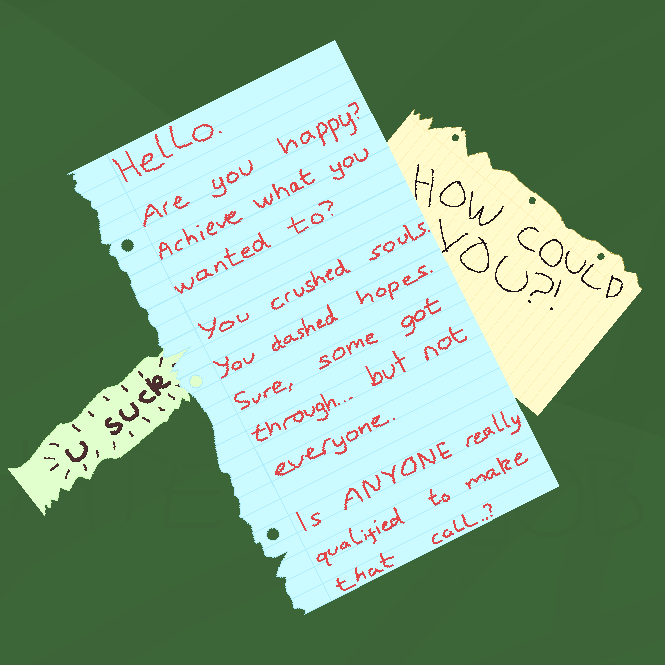 Hello.
Are you happy?
Achieve what you
wanted to?
You crushed souls.
You dashed hopes.
Sure, some got
through... but not
everyone.
Is ANYONE really
qualified to make
that call..?
HOW COULD
YOU?!
U SUCK